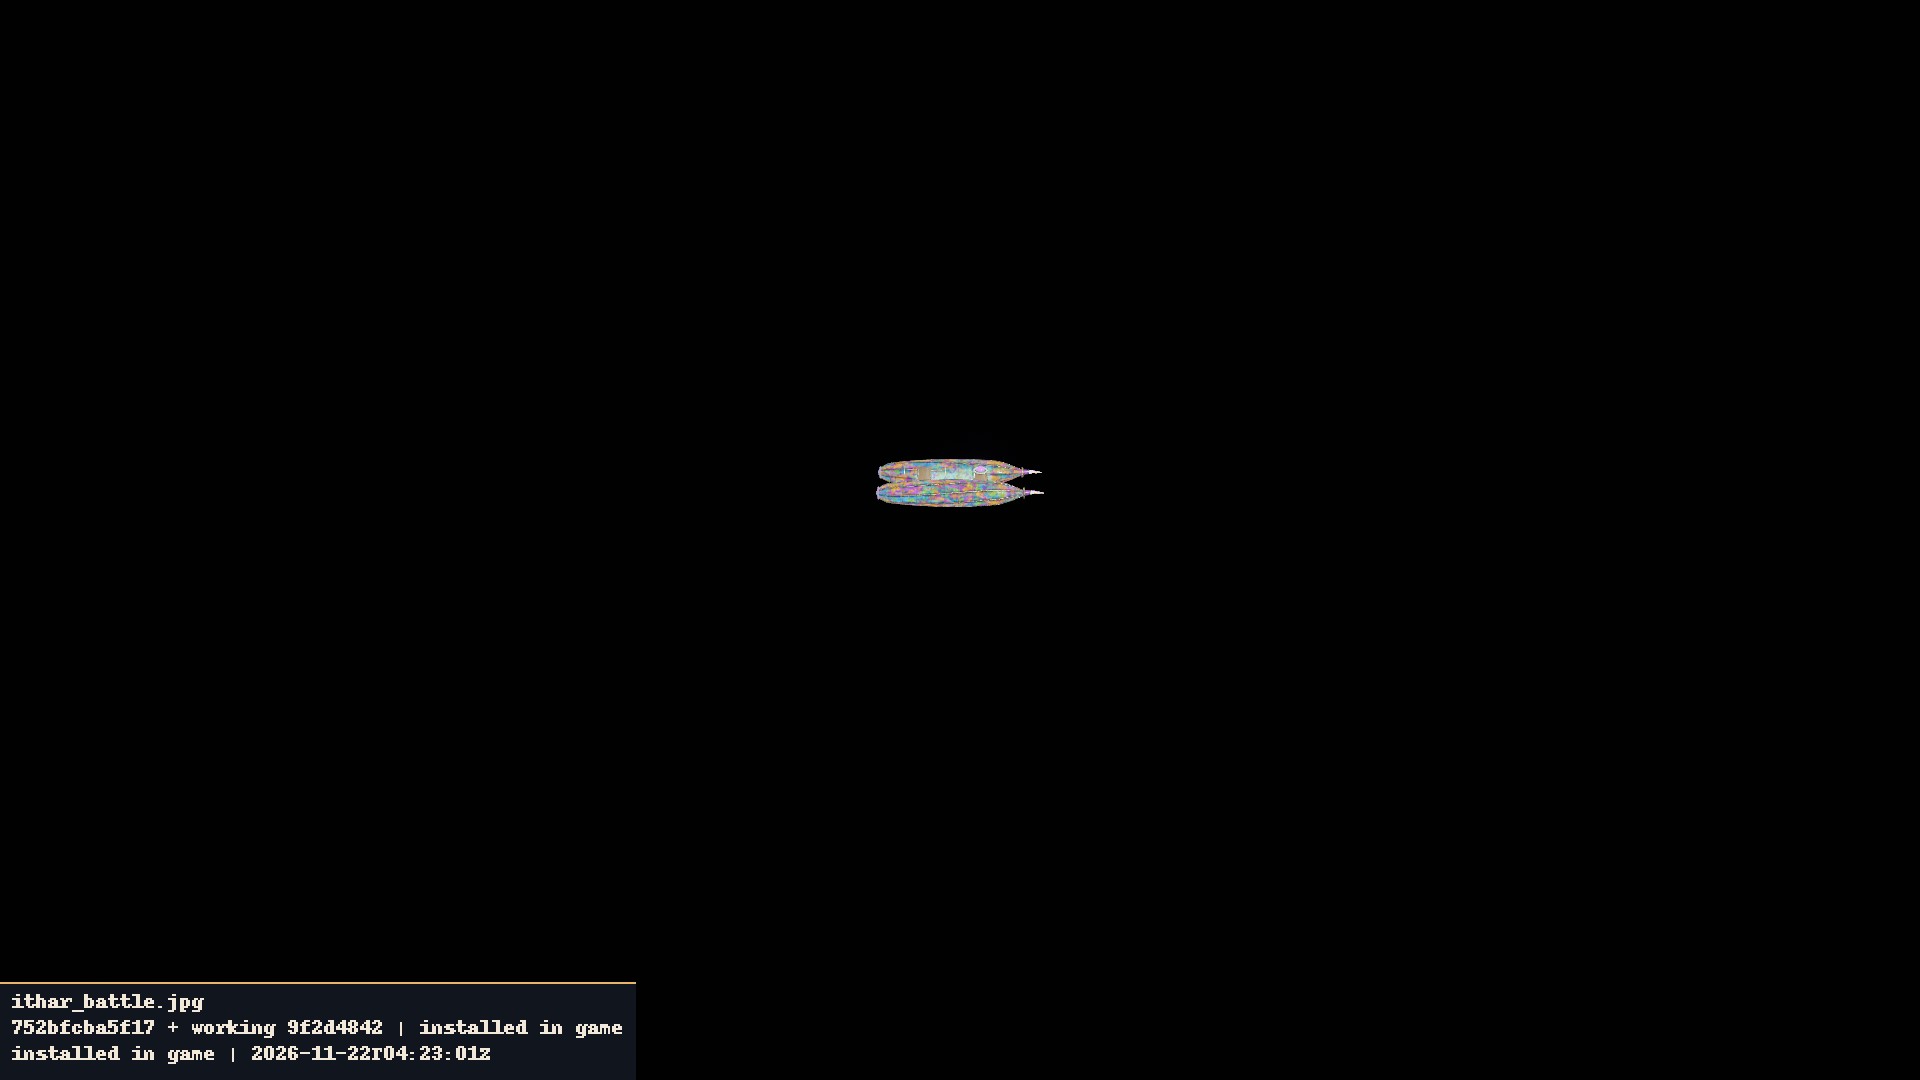 ithar_battle.jpg
752bfcba5f17 + working 9f2d4842 | installed in game
installed in game | 2026-11-22T04:23:01Z